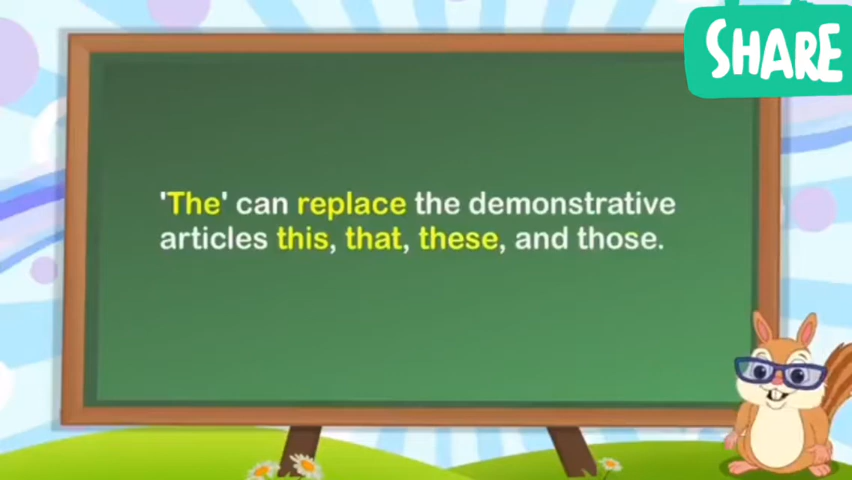 SHARE
'The' can replace the demonstrative
articles this, that, these, and those.